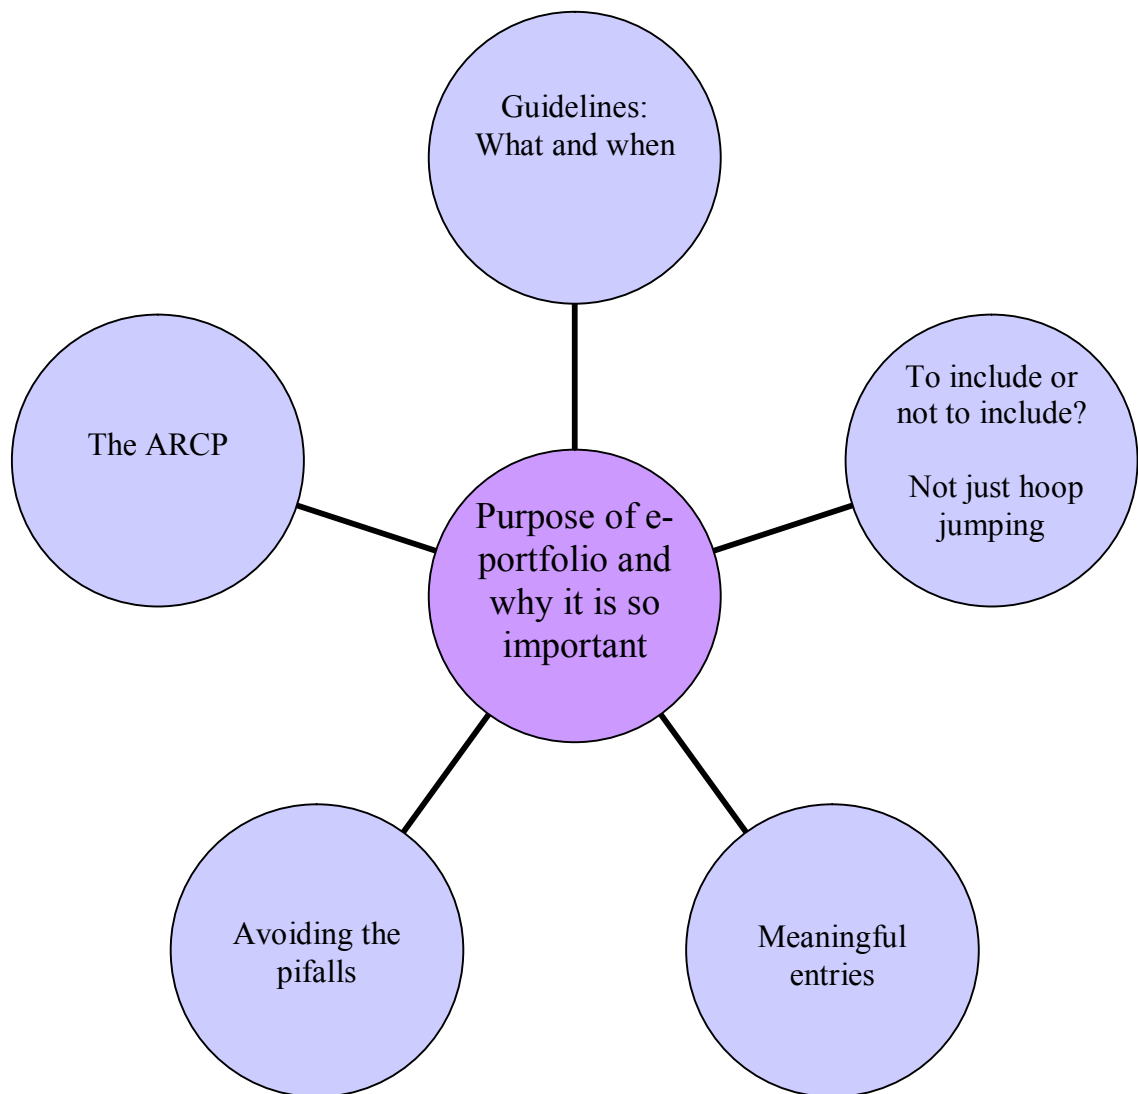 Guidelines:
What and when
To include or
not to include?
Not just hoop
jumping
The ARCP
Purpose of e-
portfolio and
why it is so
important
Avoiding the
pifalls
Meaningful
entries